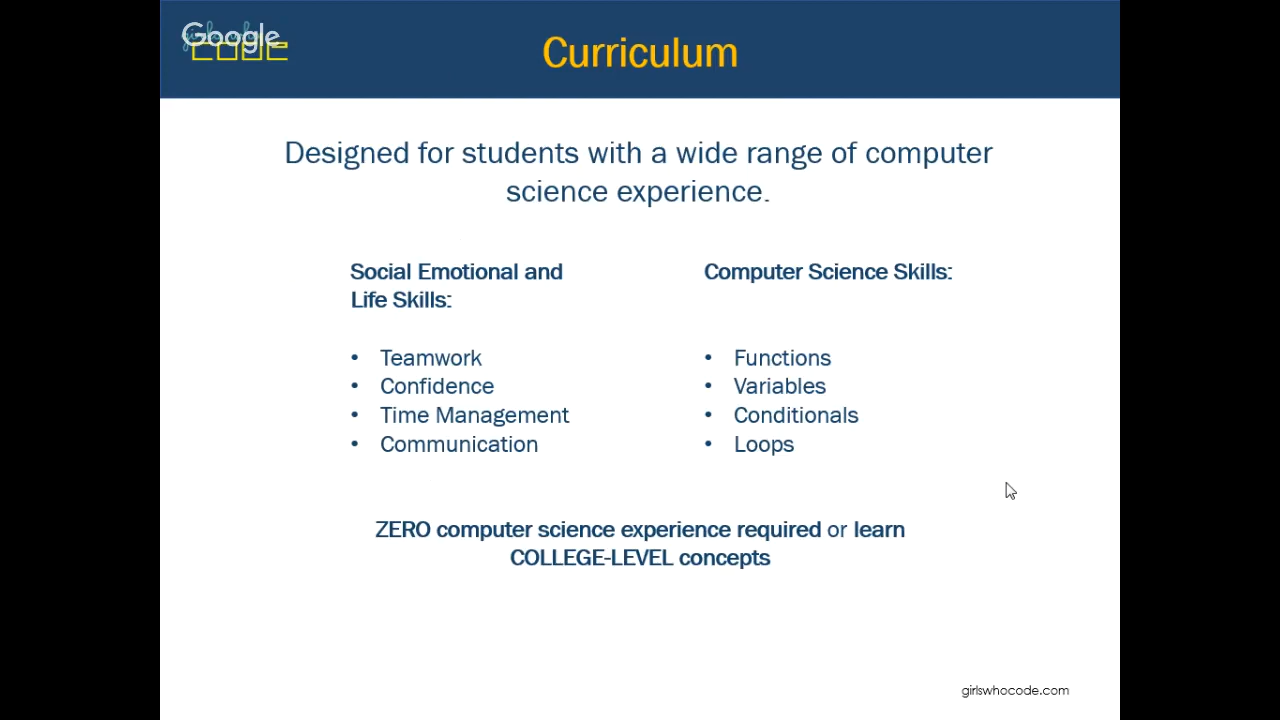 Google
CODE
Curriculum
Designed for students with a wide range of computer
science experience.
Social Emotional and
Life Skills:
• Teamwork
• Confidence
• Time Management
• Communication
Computer Science Skills:
• Functions
• Variables
• Conditionals
• Loops
ZERO computer science experience required or learn
COLLEGE-LEVEL concepts
girlswhocode.com